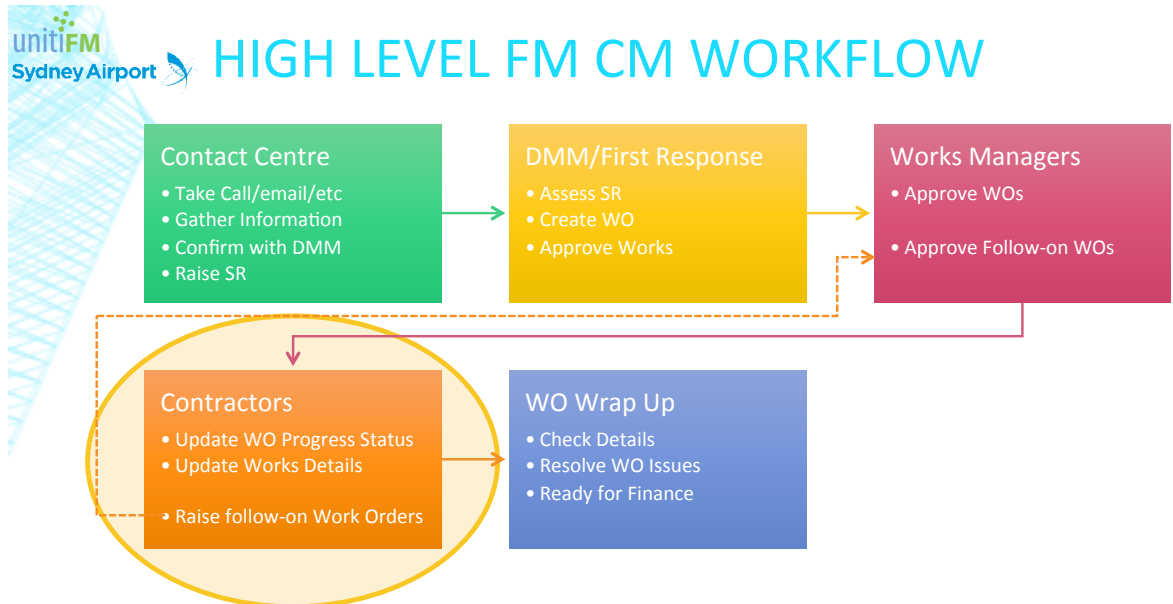 unitiFM
Sydney Airport
HIGH LEVEL FM CM WORKFLOW
Contact Centre
• Take Call/email/etc
• Gather Information
• Confirm with DMM
• Raise SR
DMM/First Response
• Assess SR
• Create WO
• Approve Works
Works Managers
• Approve WOs
• Approve Follow-on WOs
Contractors
• Update WO Progress Status
• Update Works Details
• Raise follow-on Work Orders
WO Wrap Up
• Check Details
• Resolve WO Issues
• Ready for Finance